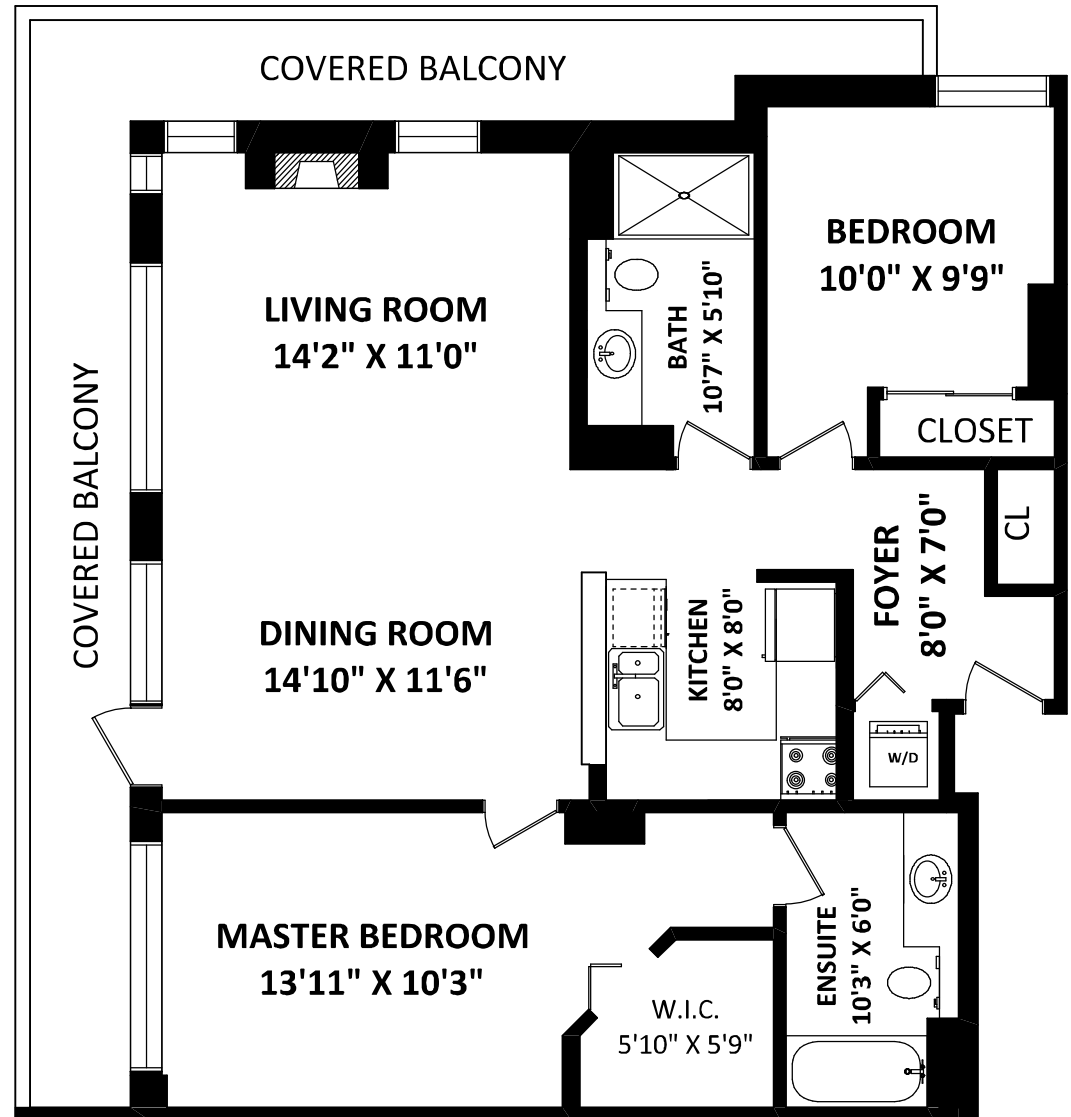 COVERED BALCONY
BEDROOM
10'0" X 9'9"
LIVING ROOM
14'2" X 11'0"
BATH
10'7" X 5'10"
COVERED BALCONY
CLOSET
CL
FOYER
8'0" X 7'0"
DINING ROOM
14'10" X 11'6"
KITCHEN
8'0" X 8'0"
W/D
MASTER BEDROOM
13'11" X 10'3"
ENSUITE
10'3" X 6'0"
W.I.C.
5'10" X 5'9"